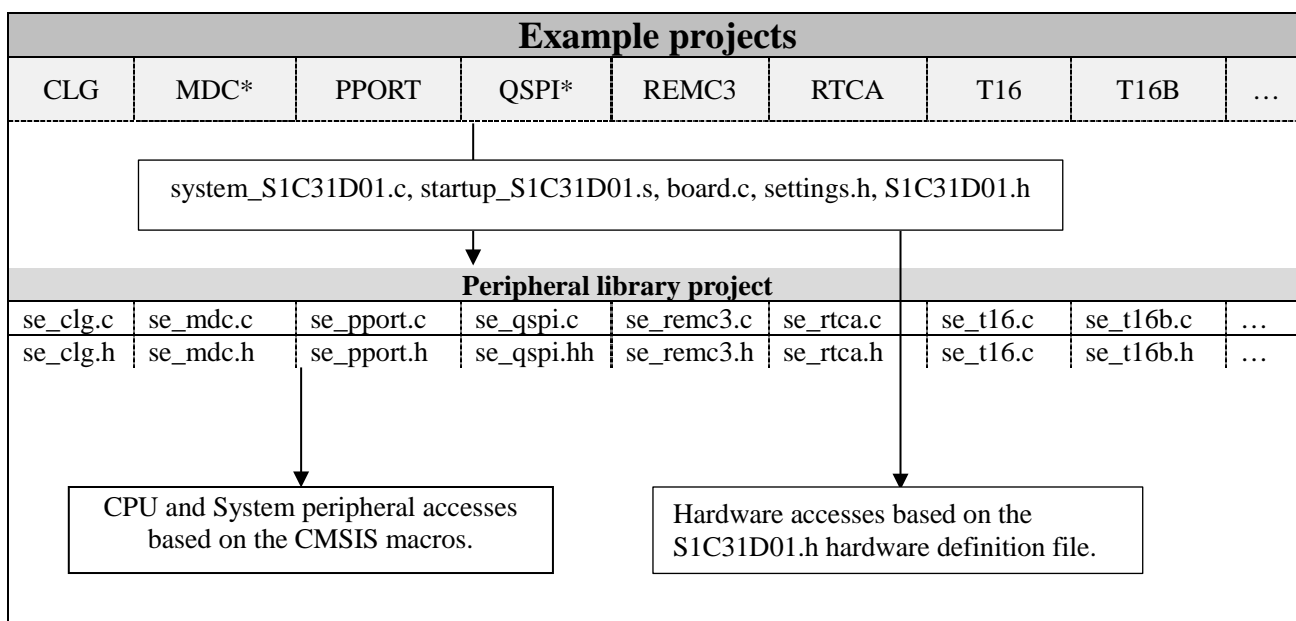 Example projects
CLG MDC* PPORT QSPI* REMC3 RTCA T16 T16B …
system_S1C31D01.c, startup_S1C31D01.s, board.c, settings.h, S1C31D01.h
Peripheral library project
se_clg.c se_mdc.c se_pport.c se_qspi.c se_remc3.c se_rtca.c se_t16.c se_t16b.c …
se_clg.h se_mdc.h se_pport.h se_qspi.hh se_remc3.h se_rtca.h se_t16.c se_t16b.h …
CPU and System peripheral accesses
based on the CMSIS macros.
Hardware accesses based on the
S1C31D01.h hardware definition file.